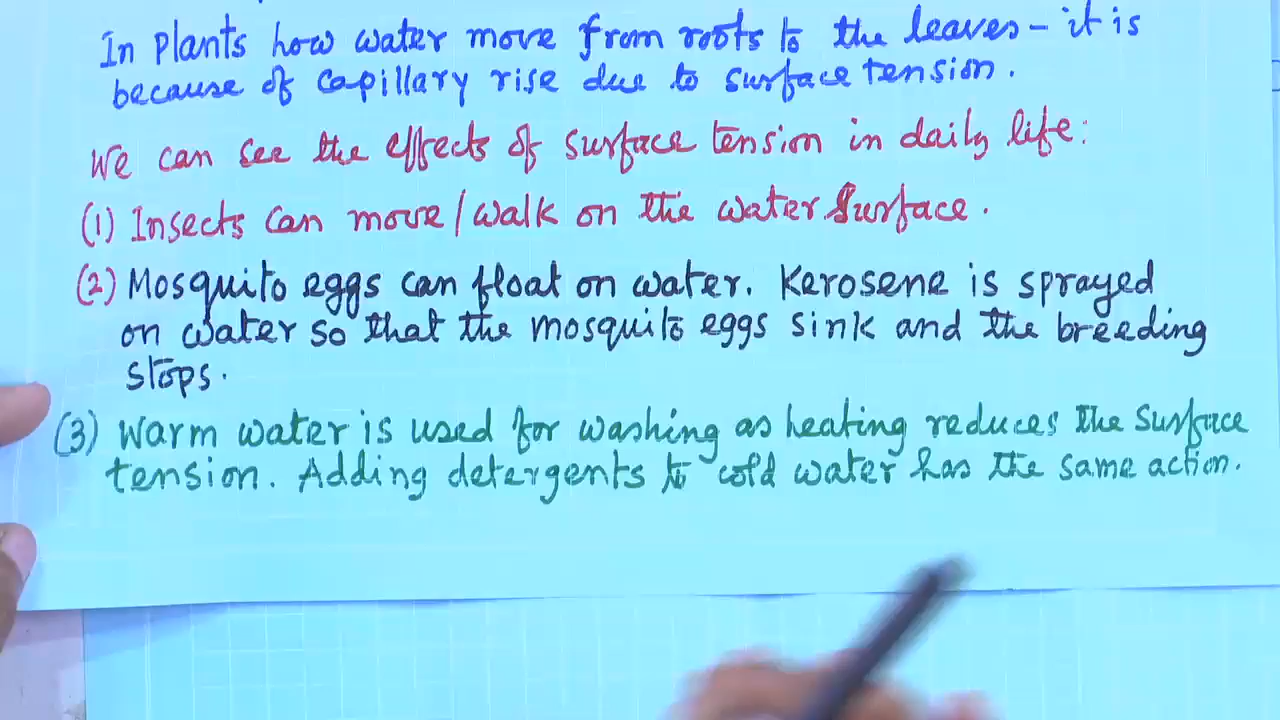 In Plants how water move from roots to the leaves - it is
because of capillary rise due to surface tension.
We can see the effects of surface tension in daily life:
(1) Insects can move/walk on the water surface.
(2) Mosquito eggs can float on water. Kerosene is sprayed
on water so that the mosquito eggs sink and the breeding
stops.
(3) Warm water is used for washing as heating reduces the surface
tension. Adding detergents to cold water has the same action.